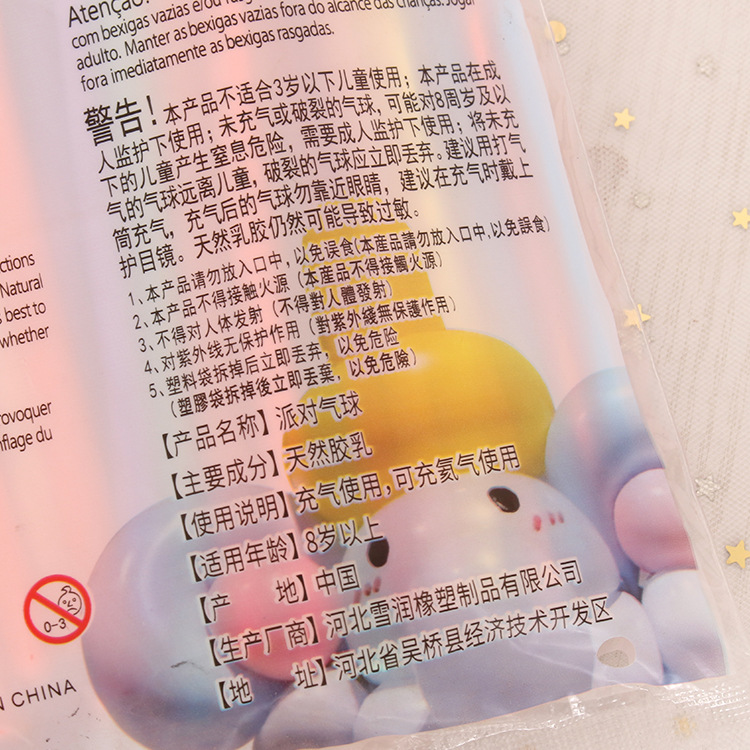 Atenção:
com bexigas vazias e/ou
adulto. Manter as bexigas vazias fora do alcance das crianças. Jogar
fora imediatamente as bexigas rasgadas.
警告!本产品不适合3岁以下儿童使用;本产品在成
人监护下使用;未充气或破裂的气球,可能对8周岁及以
下的儿童产生窒息危险,需要成人监护下使用;将未充
气的气球远离儿童,破裂的气球应立即丢弃。建议用打气
筒充气,充气后的气球勿靠近眼睛,建议在充气时戴上
护目镜。天然乳胶仍然可能导致过敏。
1、本产品请勿放入口中,以免误食(本産品請勿放入口中,以免誤食)
2、本产品不得接触火源(本産品不得接觸火源)
3、不得对人体发射(不得對人體發射)
4、对紫外线无保护作用(對紫外綫無保護作用)
5、塑料袋拆掉后立即丢弃,以免危险
(塑膠袋拆掉後立即丟棄,以免危險)
【产品名称】派对气球
【主要成分】天然胶乳
【使用说明】充气使用,可充氦气使用
【适用年龄】8岁以上
【产 地】中国
【生产厂商】河北雪润橡塑制品有限公司
【地 址】河北省吴桥县经济技术开发区
ctions
Natural
best to
whether
rovoquer
nflage du
0-3
N CHINA